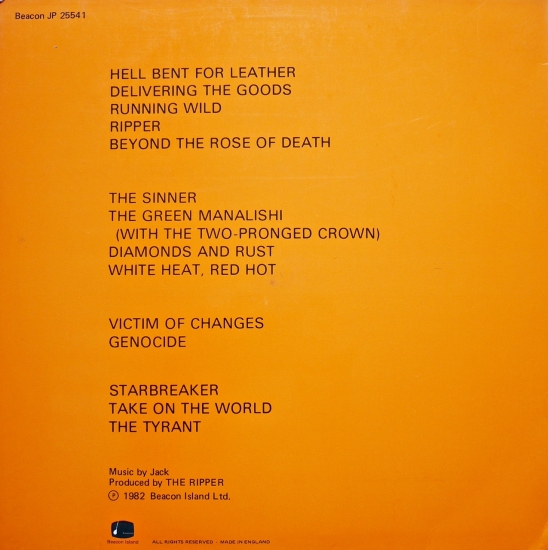 Beacon JP 25541
HELL BENT FOR LEATHER
DELIVERING THE GOODS
RUNNING WILD
RIPPER
BEYOND THE ROSE OF DEATH
THE SINNER
THE GREEN MANALISHI
(WITH THE TWO-PRONGED CROWN)
DIAMONDS AND RUST
WHITE HEAT, RED HOT
VICTIM OF CHANGES
GENOCIDE
STARBREAKER
TAKE ON THE WORLD
THE TYRANT
Music by Jack
Produced by THE RIPPER
℗ 1982 Beacon Island Ltd.
Beacon Island
ALL RIGHTS RESERVED · MADE IN ENGLAND